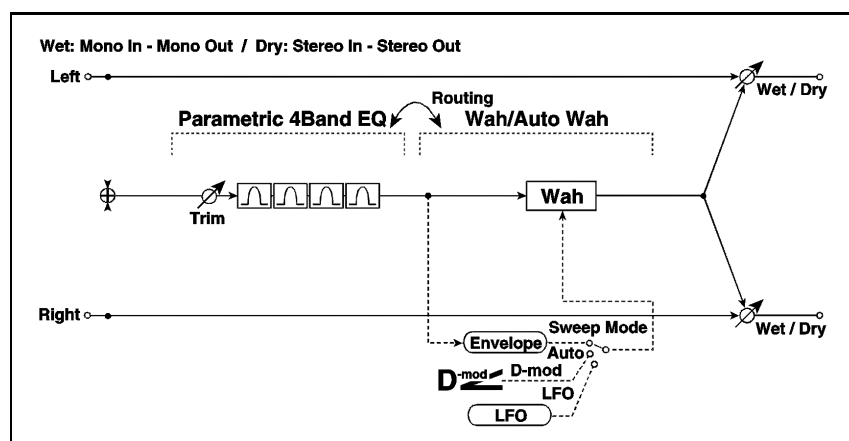 Wet: Mono In - Mono Out / Dry: Stereo In - Stereo Out
Left
Wet / Dry
Routing
Parametric 4Band EQ
Wah/Auto Wah
Trim
Wah
Right
Wet / Dry
Sweep Mode
Envelope
Auto
D-mod
D-mod
LFO
LFO